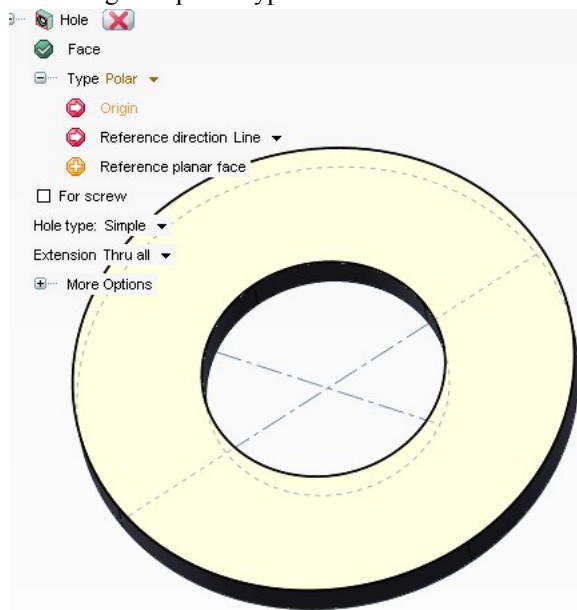 Hole
Face
Type Polar
Origin
Reference direction Line
Reference planar face
For screw
Hole type: Simple
Extension Thru all
More Options